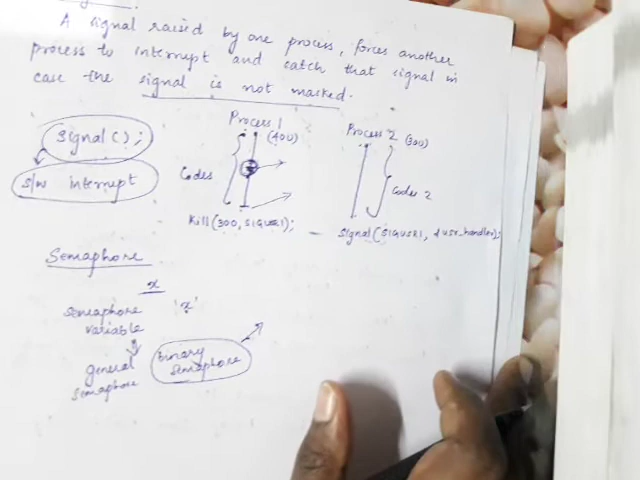 A signal raised by one process, forces another
process to interrupt and catch that signal in
case the signal is not masked.
Process 1
(400)
Process 2
(300)
Signal();
s/w interrupt
Codes
Codes 2
Kill(300, SIGUSR1);
Signal(SIGUSR1, &usr_handler);
Semaphore
x
semaphore 'x'
variable
general
semaphore
binary
semaphore